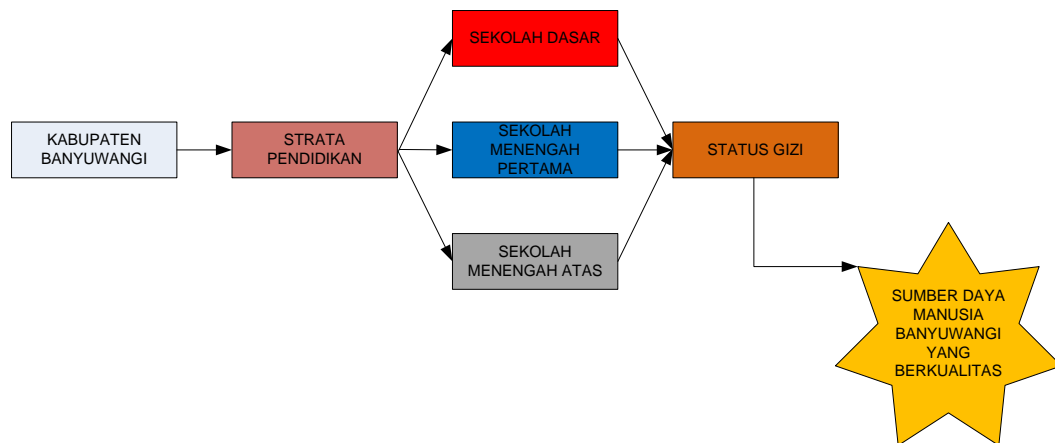 SEKOLAH DASAR
KABUPATEN
BANYUWANGI
STRATA
PENDIDIKAN
SEKOLAH
MENENGAH
PERTAMA
STATUS GIZI
SEKOLAH
MENENGAH ATAS
SUMBER DAYA
MANUSIA
BANYUWANGI
YANG
BERKUALITAS